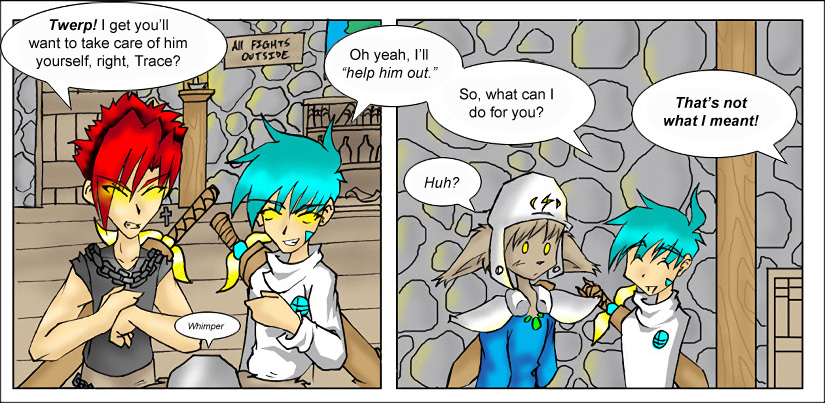 Twerp! I get you'll
want to take care of him
yourself, right, Trace?
All FIGHTS
OUTSIDE
Oh yeah, I'll
"help him out."
Whimper
So, what can I
do for you?
Huh?
That's not
what I meant!